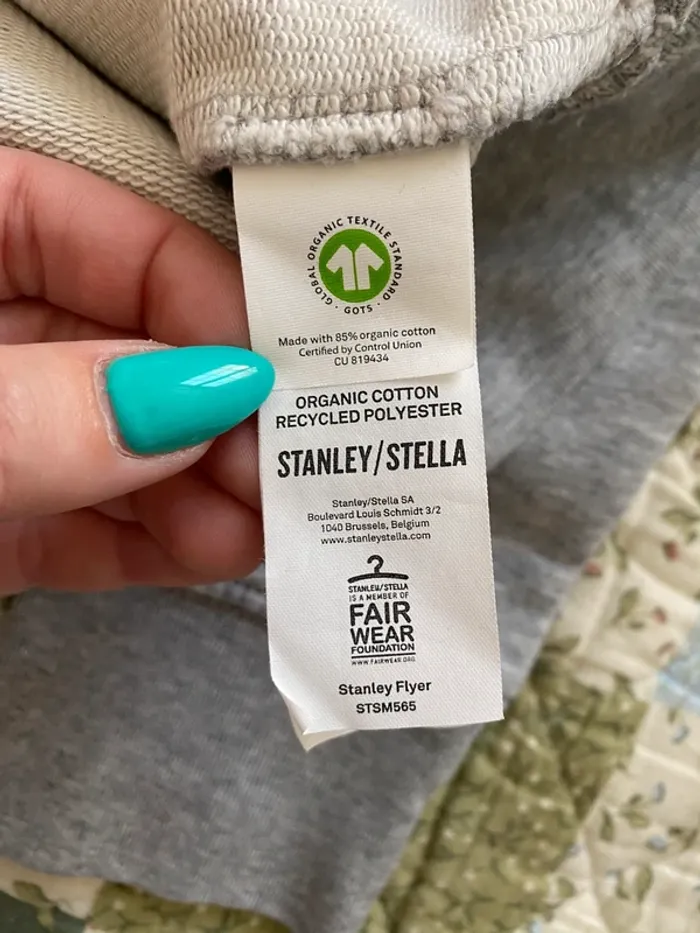 GLOBAL ORGANIC TEXTILE STANDARD · GOTS ·
Made with 85% organic cotton
Certified by Control Union
CU 819434
ORGANIC COTTON
RECYCLED POLYESTER
STANLEY/STELLA
Stanley/Stella SA
Boulevard Louis Schmidt 3/2
1040 Brussels, Belgium
www.stanleystella.com
STANLEY/STELLA
IS A MEMBER OF
FAIR
WEAR
FOUNDATION
WWW.FAIRWEAR.ORG
Stanley Flyer
STSM565